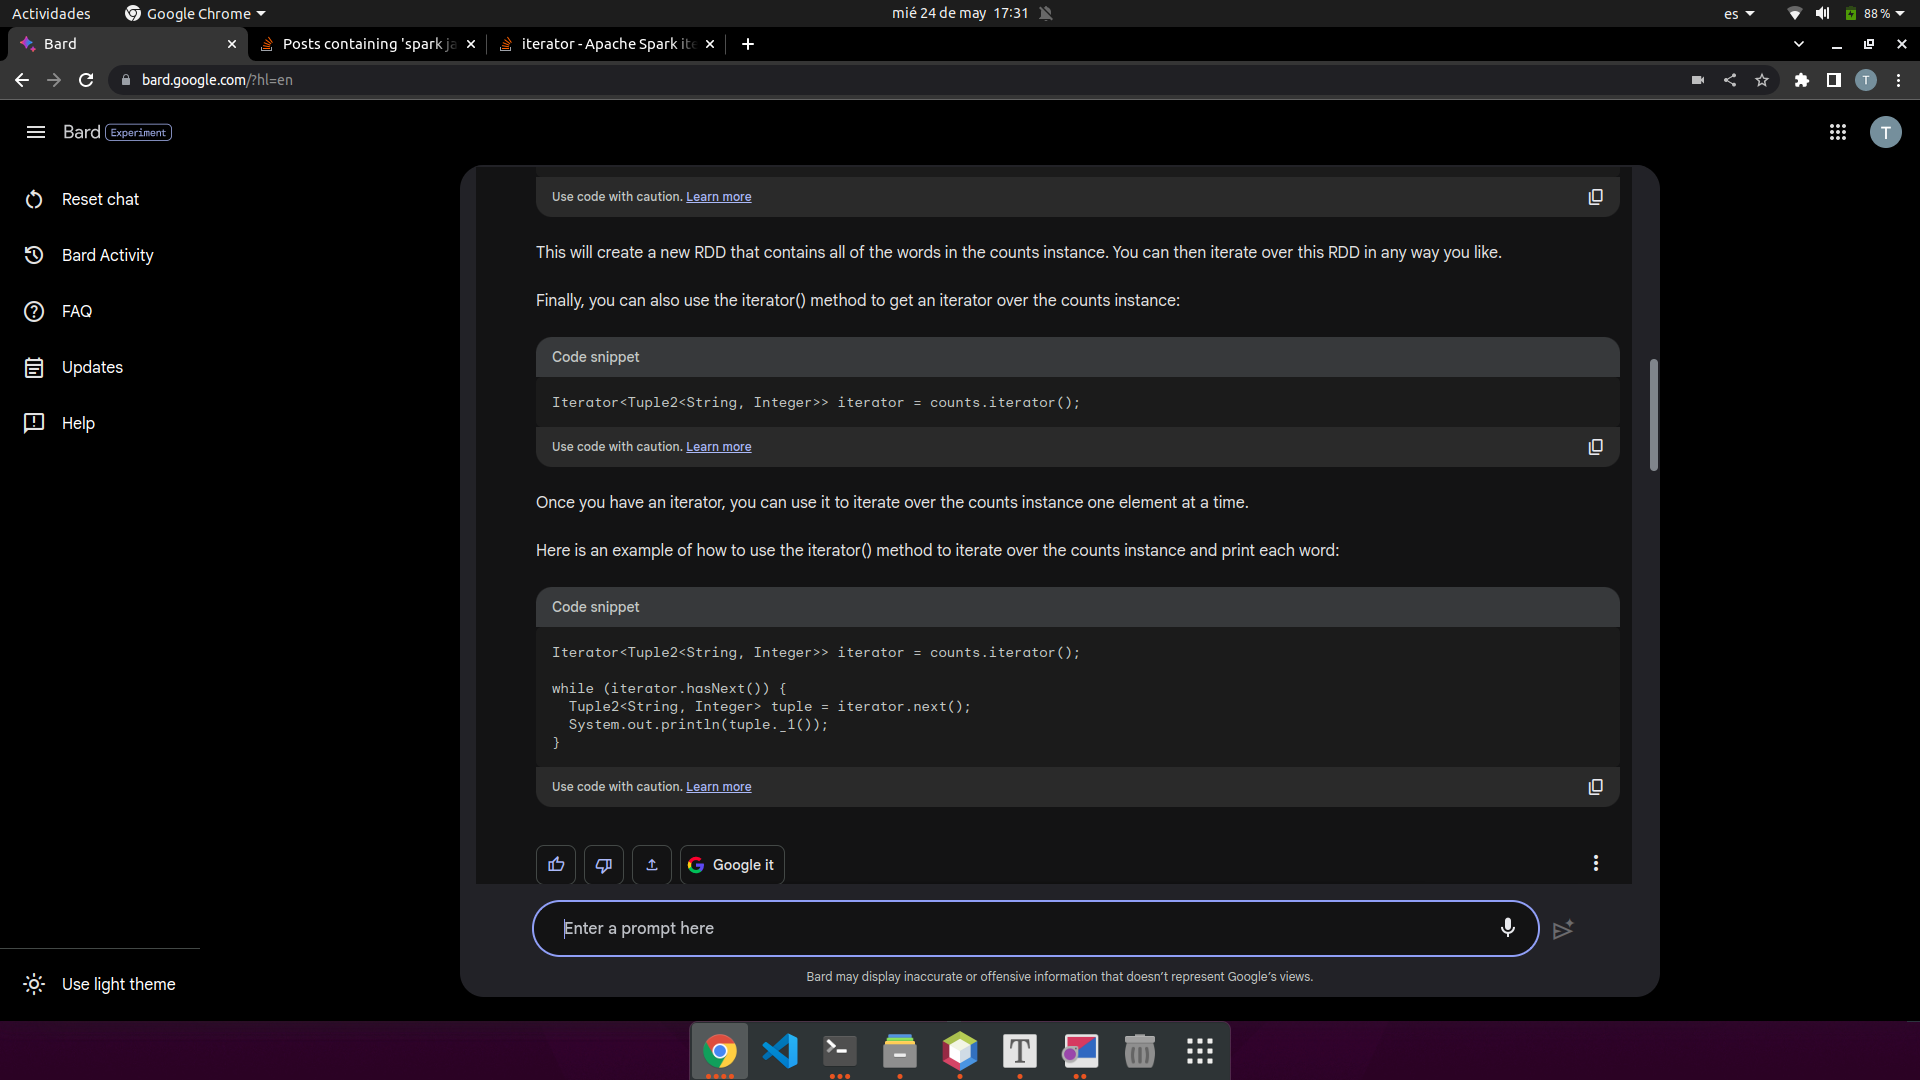 Actividades
Google Chrome
mié 24 de may 17:31
es
88 %
Bard
Posts containing 'spark ja
iterator - Apache Spark ite
bard.google.com/?hl=en
T
Bard Experiment
T
Reset chat
Bard Activity
FAQ
Updates
Help
Use light theme
Use code with caution. Learn more
This will create a new RDD that contains all of the words in the counts instance. You can then iterate over this RDD in any way you like.
Finally, you can also use the iterator() method to get an iterator over the counts instance:
Code snippet
Iterator<Tuple2<String, Integer>> iterator = counts.iterator();
Use code with caution. Learn more
Once you have an iterator, you can use it to iterate over the counts instance one element at a time.
Here is an example of how to use the iterator() method to iterate over the counts instance and print each word:
Code snippet
Iterator<Tuple2<String, Integer>> iterator = counts.iterator();
while (iterator.hasNext()) {
  Tuple2<String, Integer> tuple = iterator.next();
  System.out.println(tuple._1());
}
Use code with caution. Learn more
Google it
Enter a prompt here
Bard may display inaccurate or offensive information that doesn't represent Google's views.